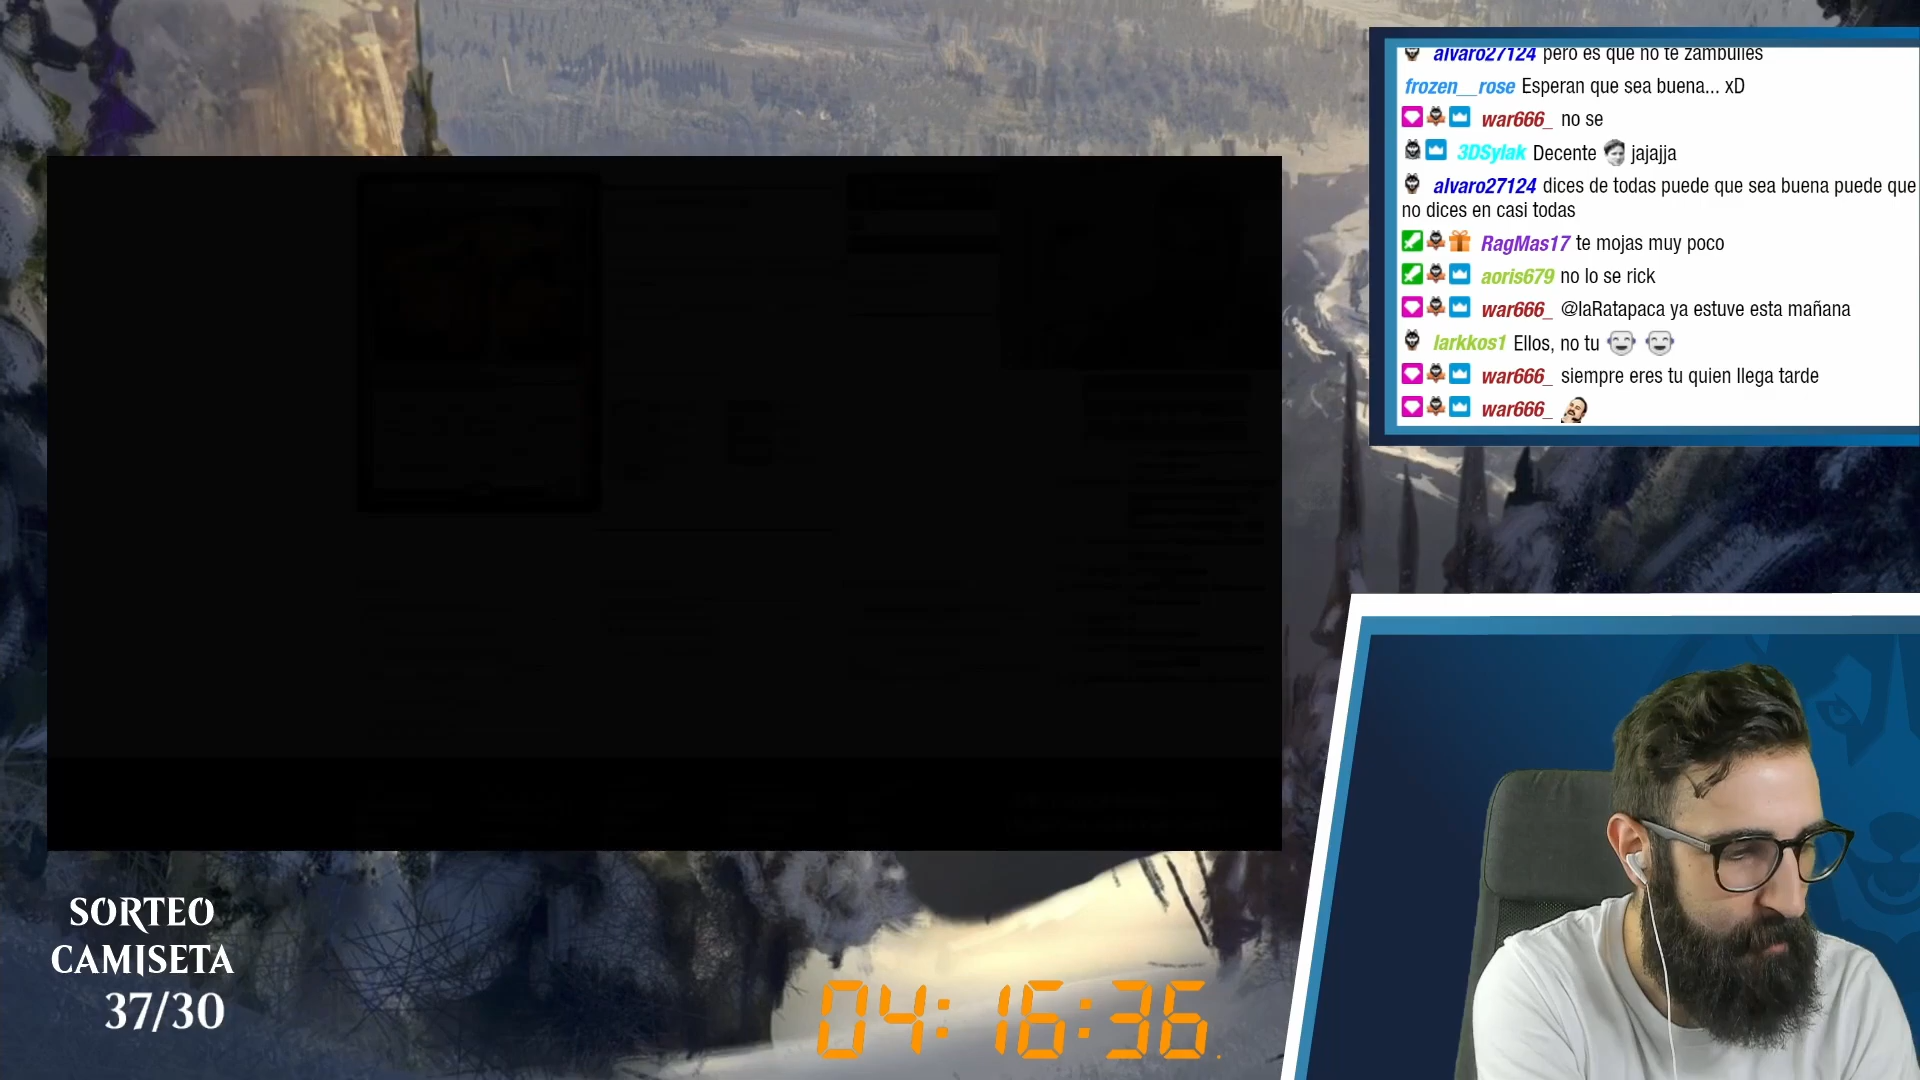 alvaro27124 pero es que no te zambulles
frozen__rose Esperan que sea buena... xD
war666_ no se
3DSylak Decente jajajja
alvaro27124 dices de todas puede que sea buena puede que
no dices en casi todas
RagMas17 te mojas muy poco
aoris679 no lo se rick
war666_ @laRatapaca ya estuve esta mañana
larkkos1 Ellos, no tu
war666_ siempre eres tu quien llega tarde
war666_
SORTEO
CAMISETA
37/30
04:16:36.